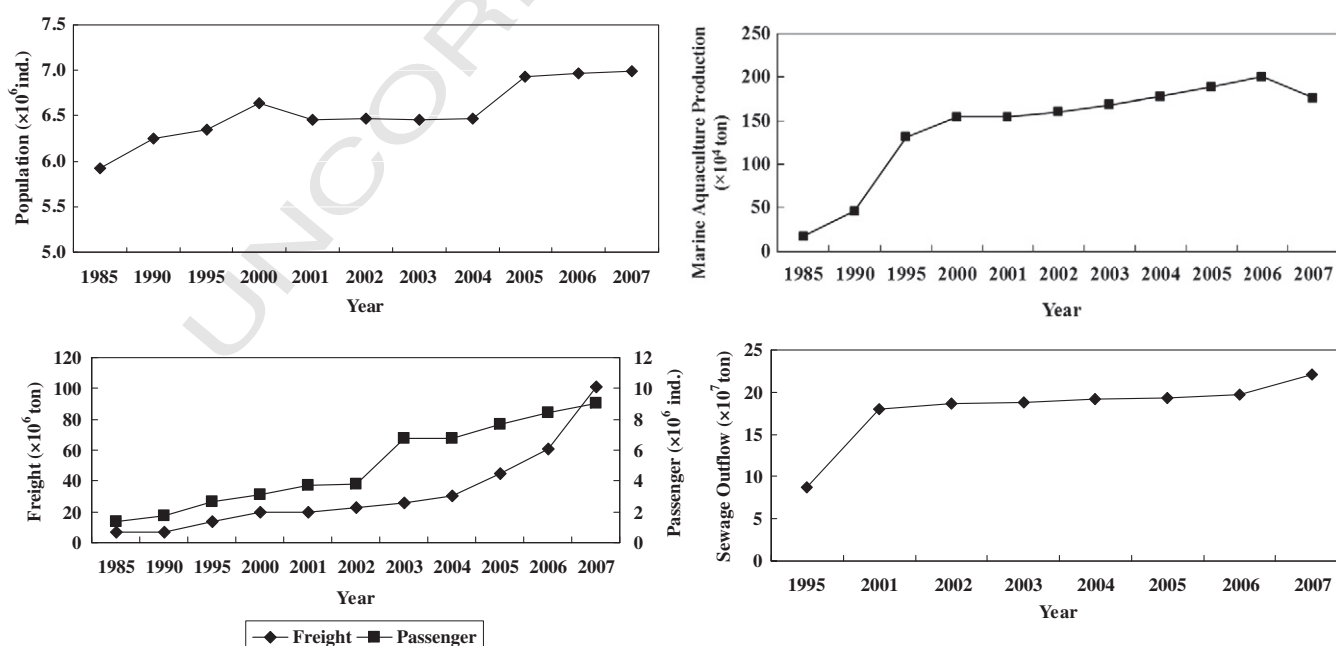 Population (×10⁶ind.)
7.5
7.0
6.5
6.0
5.5
5.0
1985 1990 1995 2000 2001 2002 2003 2004 2005 2006 2007
Year
Marine Aquaculture Production
(×10⁴ ton)
250
200
150
100
50
0
1985 1990 1995 2000 2001 2002 2003 2004 2005 2006 2007
Year
Freight (×10⁶ ton)
120
100
80
60
40
20
0
12
10
8
6
4
2
0
Passenger (×10⁶ ind.)
1985 1990 1995 2000 2001 2002 2003 2004 2005 2006 2007
Year
Freight Passenger
Sewage Outflow (×10⁷ ton)
25
20
15
10
5
0
1995 2001 2002 2003 2004 2005 2006 2007
Year